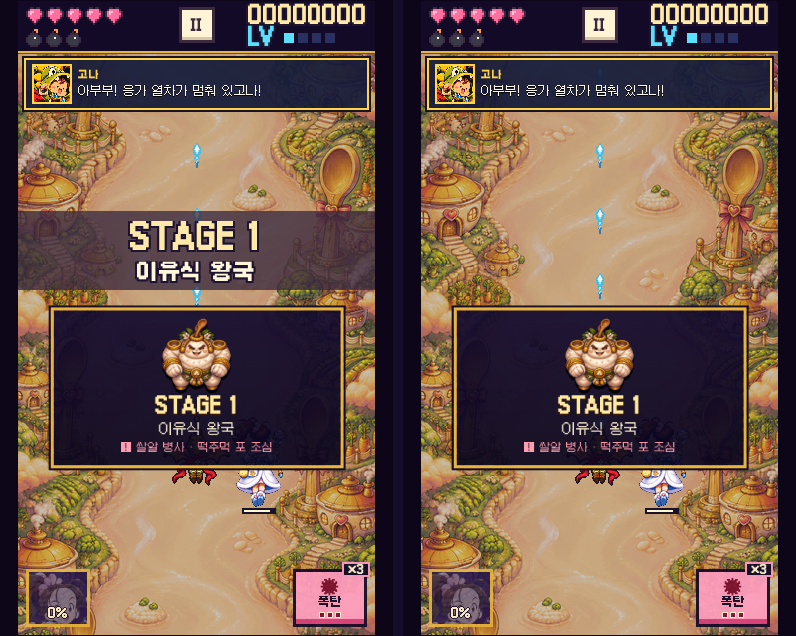 II
00000000
LV
고나
아부부! 응가 열차가 멈춰 있고나!
STAGE 1
이유식 왕국
STAGE 1
이유식 왕국
! 쌀알 병사 · 떡주먹 포 조심
0%
x3
폭탄
II
00000000
LV
고나
아부부! 응가 열차가 멈춰 있고나!
STAGE 1
이유식 왕국
! 쌀알 병사 · 떡주먹 포 조심
0%
x3
폭탄